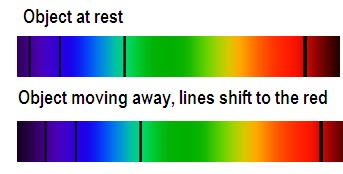 Object at rest
Object moving away, lines shift to the red